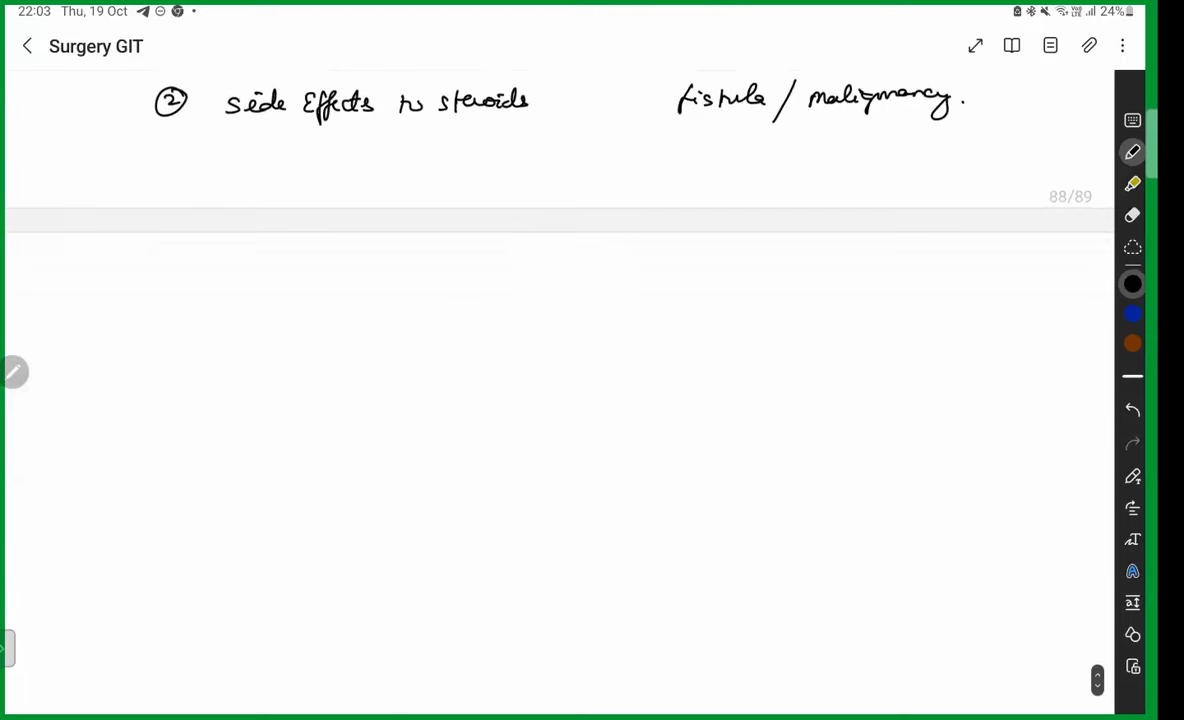 22:03 Thu, 19 Oct
24%
Surgery GIT
② Side Effects to steroids fistula / malignancy.
88/89